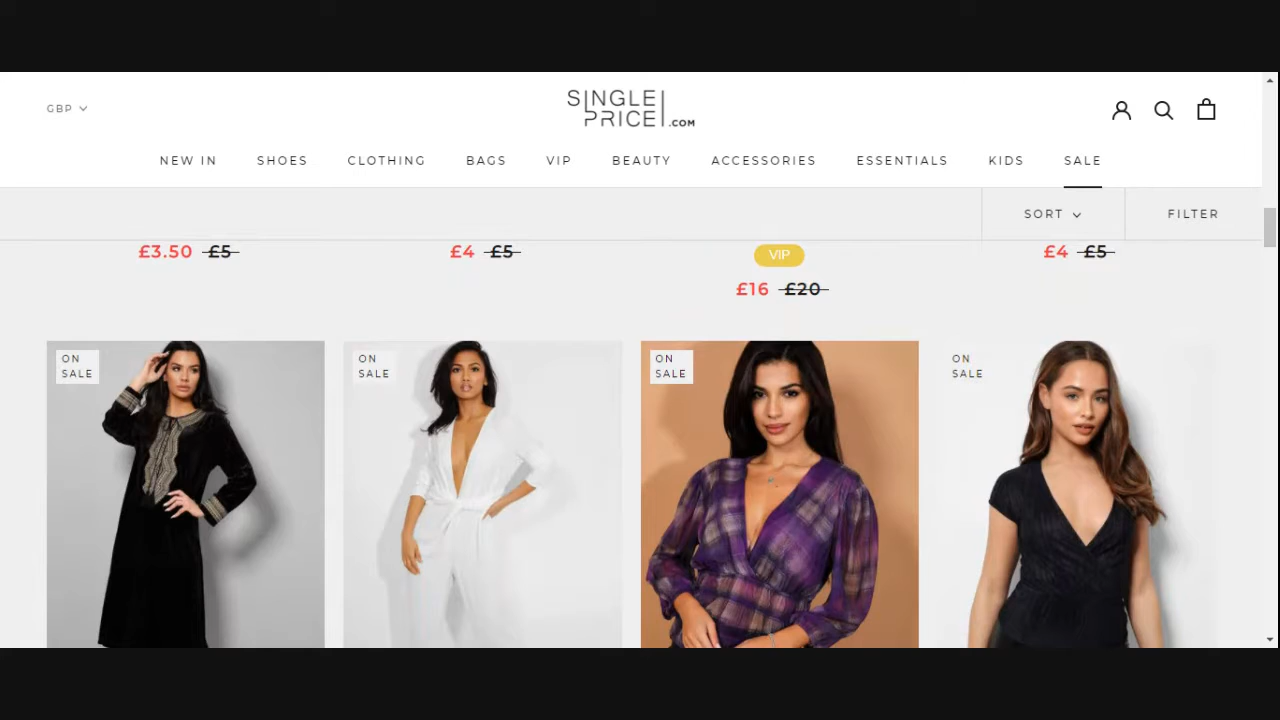 GBP
SINGLE
PRICE.COM
NEW IN SHOES CLOTHING BAGS VIP BEAUTY ACCESSORIES ESSENTIALS KIDS SALE
SORT FILTER
£3.50 £5 £4 £5 VIP £4 £5
£16 £20
ON
SALE
ON
SALE
ON
SALE
ON
SALE